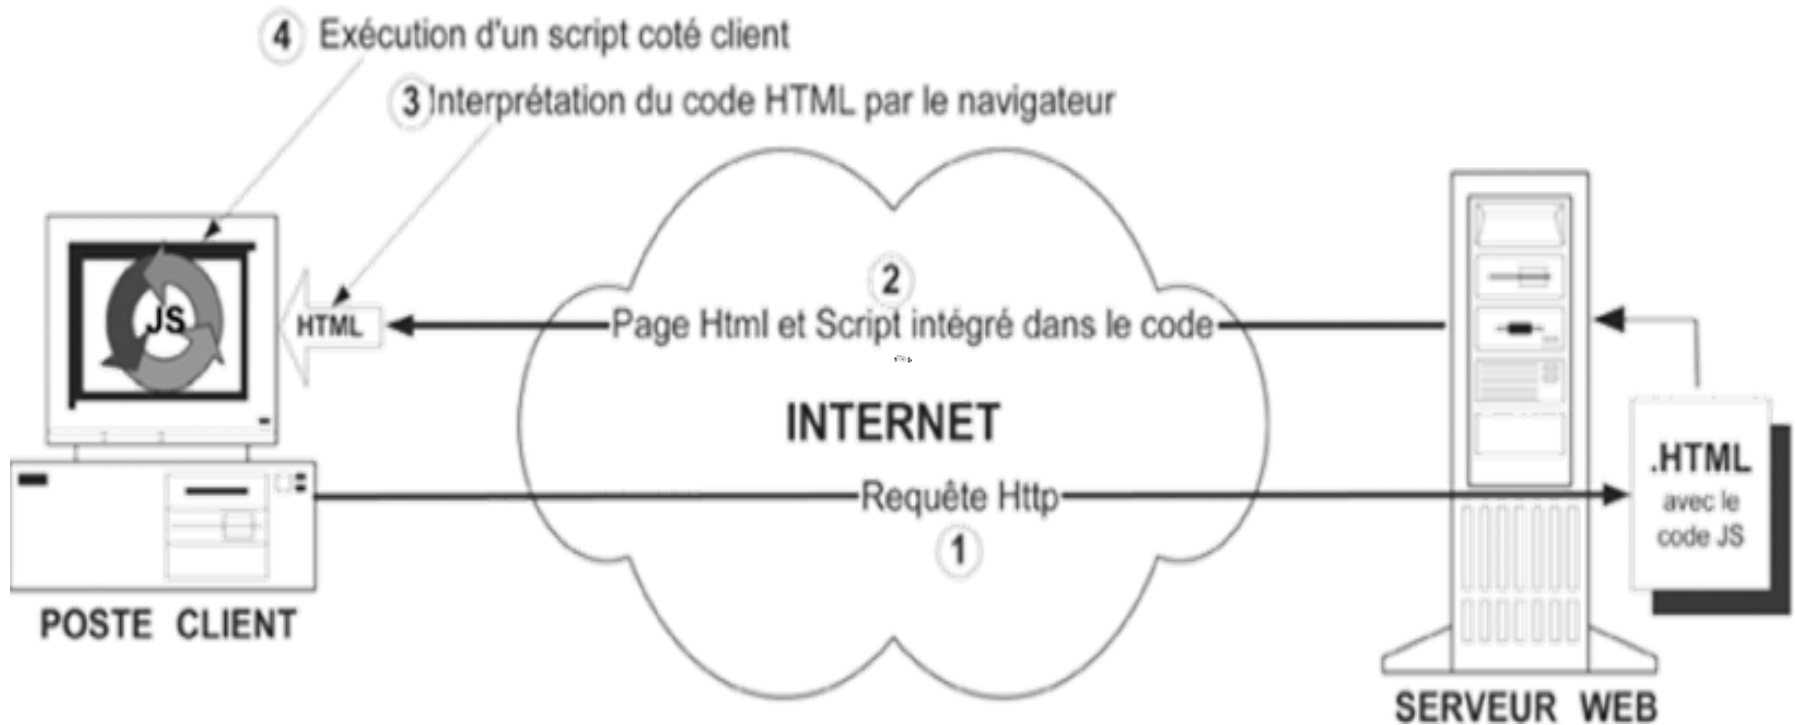 4 Exécution d'un script coté client
3 Interprétation du code HTML par le navigateur
2
Page Html et Script intégré dans le code
JS
HTML
INTERNET
Requête Http
1
.HTML
avec le
code JS
POSTE CLIENT
SERVEUR WEB